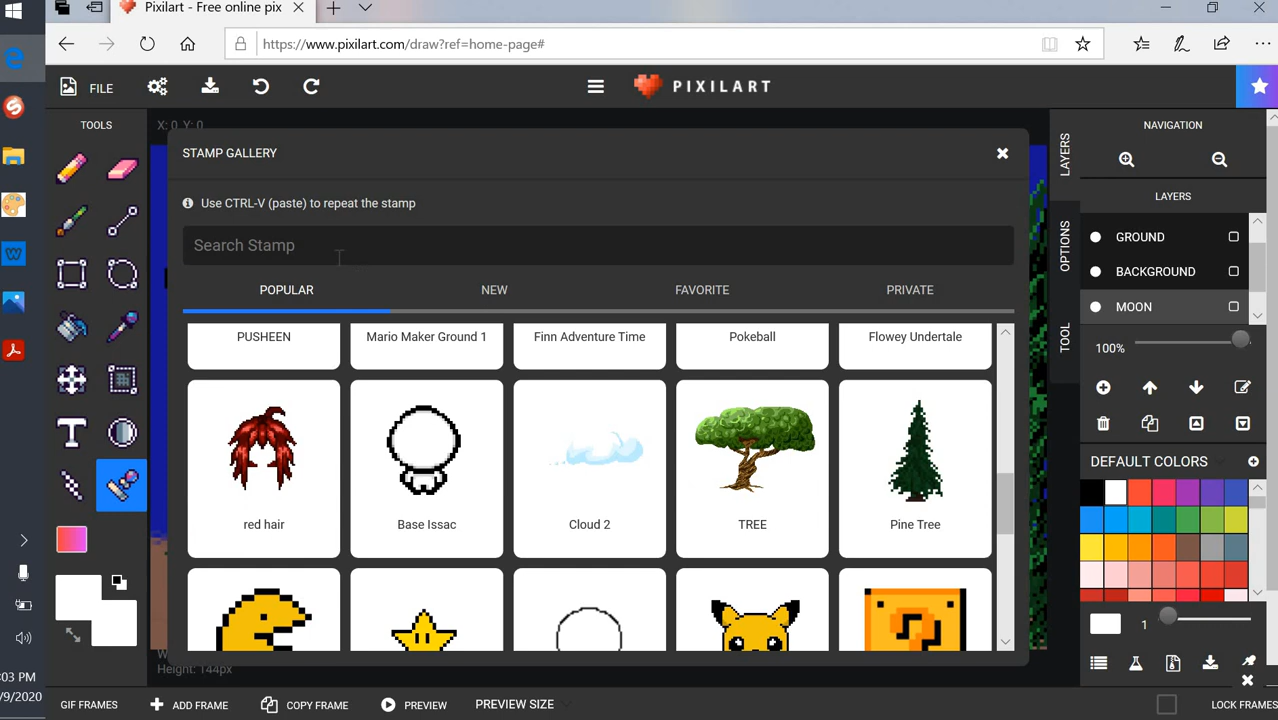 Pixilart - Free online pixi
https://www.pixilart.com/draw?ref=home-page#
FILE
PIXILART
TOOLS
X: 0, Y: 0
NAVIGATION
STAMP GALLERY
LAYERS
Use CTRL-V (paste) to repeat the stamp
LAYERS
Search Stamp
GROUND
OPTIONS
BACKGROUND
POPULAR
NEW
FAVORITE
PRIVATE
MOON
TOOL
PUSHEEN
Mario Maker Ground 1
Finn Adventure Time
Pokeball
Flowey Undertale
100%
DEFAULT COLORS
red hair
Base Issac
Cloud 2
TREE
Pine Tree
1
Height: 144px
:03 PM
/9/2020
GIF FRAMES
ADD FRAME
COPY FRAME
PREVIEW
PREVIEW SIZE
LOCK FRAMES